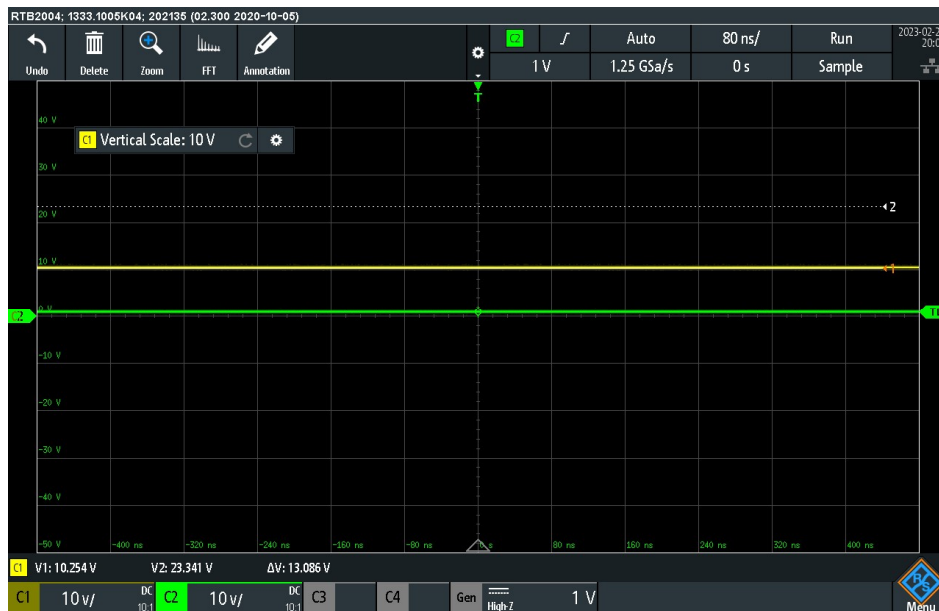 RTB2004; 1333.1005K04; 202135 (02.300 2020-10-05)
Undo Delete Zoom FFT Annotation
C2 Auto 80 ns/ Run
1 V 1.25 GSa/s 0 s Sample
T
C1 Vertical Scale: 10 V
40 V
30 V
2
20 V
10 V
1
C2 0 V
-10 V
-20 V
-30 V
-40 V
-50 V -400 ns -320 ns -240 ns -160 ns -80 ns 80 ns 160 ns 240 ns 320 ns 400 ns
C1 V1: 10.254 V V2: 23.341 V ΔV: 13.086 V
C1 10 V/ DC 10:1 C2 10 V/ DC 10:1 C3 C4 Gen High-Z 1 V
R&S
Menu